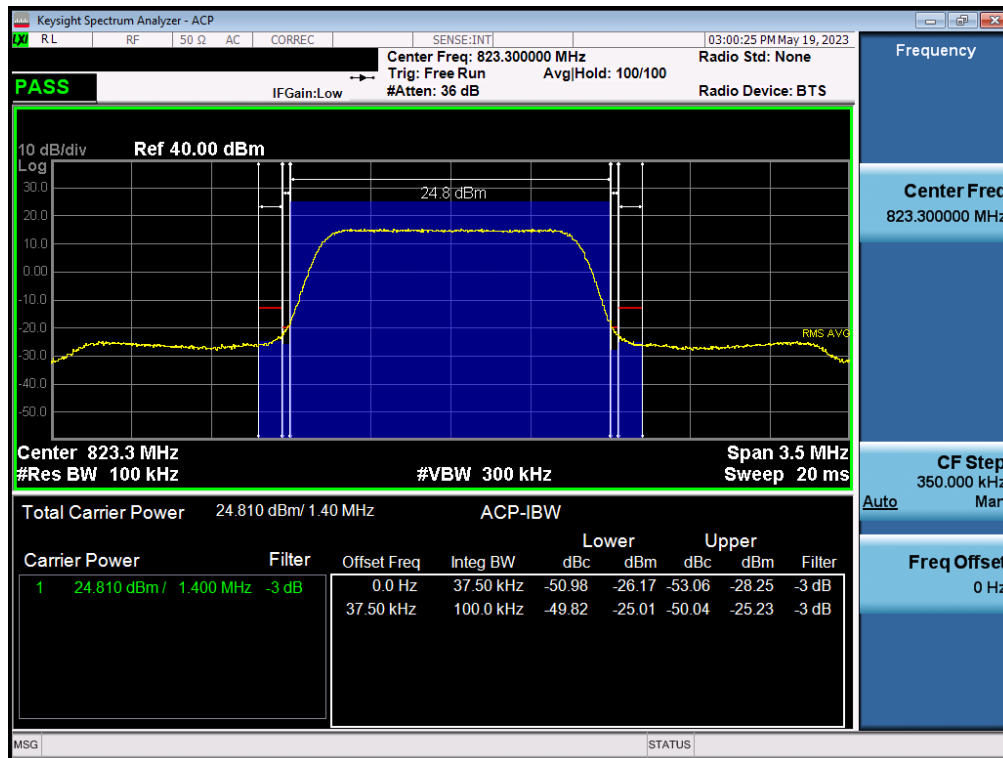 Keysight Spectrum Analyzer - ACP
LXI RL RF 50 Ω AC CORREC SENSE:INT 03:00:25 PM May 19, 2023
Center Freq: 823.300000 MHz Radio Std: None
Trig: Free Run Avg|Hold: 100/100
PASS IFGain:Low #Atten: 36 dB Radio Device: BTS
Frequency
10 dB/div Ref 40.00 dBm
Log
30.0
24.8 dBm
20.0
10.0
0.00
-10.0
-20.0
RMS AVG
-30.0
-40.0
-50.0
Center 823.3 MHz Span 3.5 MHz
#Res BW 100 kHz #VBW 300 kHz Sweep 20 ms
Center Freq
823.300000 MHz
CF Step
350.000 kHz
Auto Man
Freq Offset
0 Hz
Total Carrier Power 24.810 dBm/ 1.40 MHz ACP-IBW
Lower Upper
Carrier Power Filter Offset Freq Integ BW dBc dBm dBc dBm Filter
1 24.810 dBm / 1.400 MHz -3 dB 0.0 Hz 37.50 kHz -50.98 -26.17 -53.06 -28.25 -3 dB
37.50 kHz 100.0 kHz -49.82 -25.01 -50.04 -25.23 -3 dB
MSG STATUS